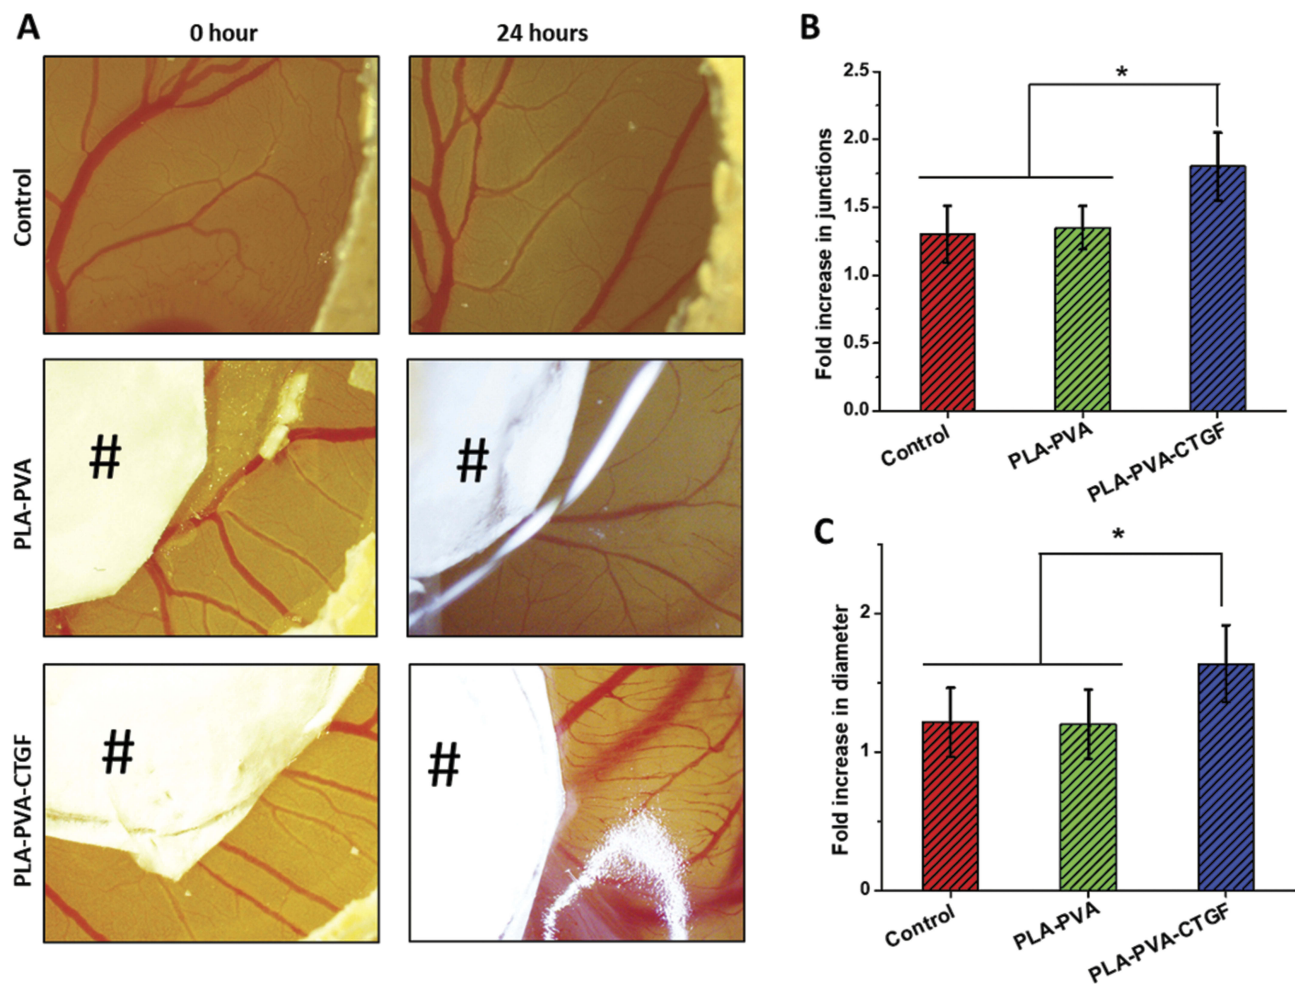 A
0 hour
24 hours
Control
PLA-PVA
#
#
PLA-PVA-CTGF
#
#
B
*
Fold increase in junctions
2.5
2.0
1.5
1.0
0.5
0.0
Control
PLA-PVA
PLA-PVA-CTGF
C
*
Fold increase in diameter
2
1
0
Control
PLA-PVA
PLA-PVA-CTGF